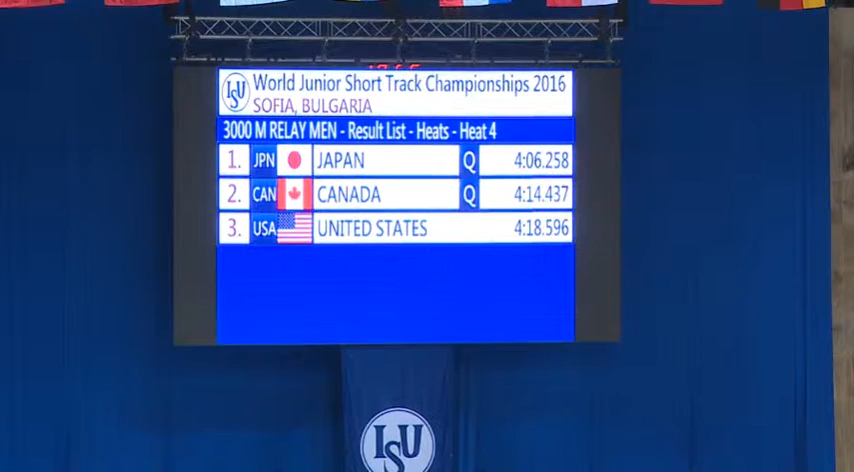 ISU World Junior Short Track Championships 2016
SOFIA, BULGARIA
3000 M RELAY MEN - Result List - Heats - Heat 4
1. JPN JAPAN Q 4:06.258
2. CAN CANADA Q 4:14.437
3. USA UNITED STATES 4:18.596
ISU